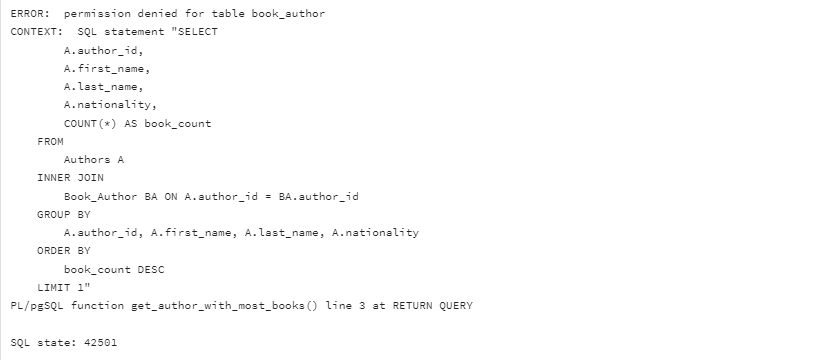 ERROR:  permission denied for table book_author
CONTEXT:  SQL statement "SELECT
        A.author_id,
        A.first_name,
        A.last_name,
        A.nationality,
        COUNT(*) AS book_count
    FROM
        Authors A
    INNER JOIN
        Book_Author BA ON A.author_id = BA.author_id
    GROUP BY
        A.author_id, A.first_name, A.last_name, A.nationality
    ORDER BY
        book_count DESC
    LIMIT 1"
PL/pgSQL function get_author_with_most_books() line 3 at RETURN QUERY
SQL state: 42501